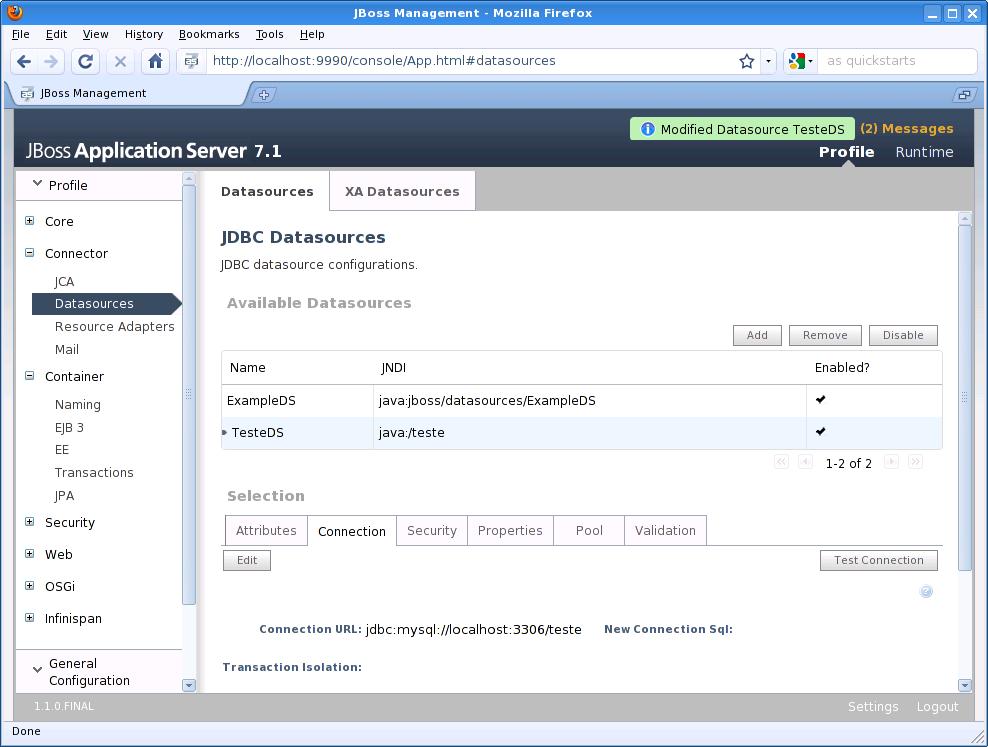 JBoss Management - Mozilla Firefox
File Edit View History Bookmarks Tools Help
http://localhost:9990/console/App.html#datasources
as quickstarts
JBoss Management
Modified Datasource TesteDS (2) Messages
JBoss Application Server 7.1
Profile Runtime
Profile
Core
Connector
JCA
Datasources
Resource Adapters
Mail
Container
Naming
EJB 3
EE
Transactions
JPA
Security
Web
OSGi
Infinispan
General
Configuration
Datasources XA Datasources
JDBC Datasources
JDBC datasource configurations.
Available Datasources
Add Remove Disable
Name JNDI Enabled?
ExampleDS java:jboss/datasources/ExampleDS
TesteDS java:/teste
1-2 of 2
Selection
Attributes Connection Security Properties Pool Validation
Edit Test Connection
Connection URL: jdbc:mysql://localhost:3306/teste New Connection Sql:
Transaction Isolation:
1.1.0.FINAL Settings Logout
Done